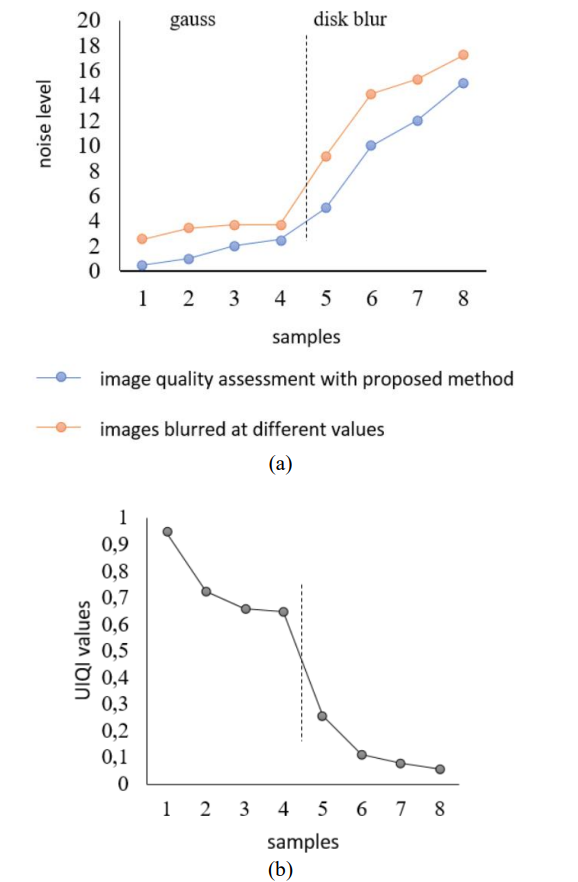 gauss disk blur
20
18
16
14
12
10
8
6
4
2
0
noise level
1 2 3 4 5 6 7 8
samples
image quality assessment with proposed method
images blurred at different values
(a)
1
0,9
0,8
0,7
0,6
0,5
0,4
0,3
0,2
0,1
0
UIQI values
1 2 3 4 5 6 7 8
samples
(b)